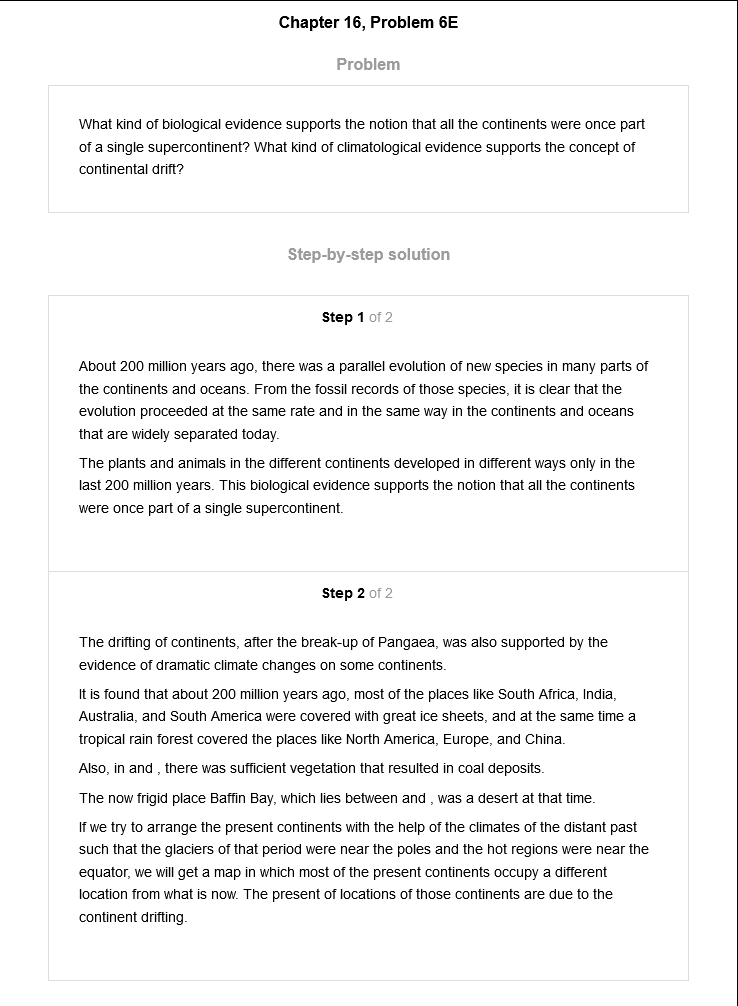 Chapter 16, Problem 6E
Problem
What kind of biological evidence supports the notion that all the continents were once part
of a single supercontinent? What kind of climatological evidence supports the concept of
continental drift?
Step-by-step solution
Step 1 of 2
About 200 million years ago, there was a parallel evolution of new species in many parts of
the continents and oceans. From the fossil records of those species, it is clear that the
evolution proceeded at the same rate and in the same way in the continents and oceans
that are widely separated today.
The plants and animals in the different continents developed in different ways only in the
last 200 million years. This biological evidence supports the notion that all the continents
were once part of a single supercontinent.
Step 2 of 2
The drifting of continents, after the break-up of Pangaea, was also supported by the
evidence of dramatic climate changes on some continents.
It is found that about 200 million years ago, most of the places like South Africa, India,
Australia, and South America were covered with great ice sheets, and at the same time a
tropical rain forest covered the places like North America, Europe, and China.
Also, in and , there was sufficient vegetation that resulted in coal deposits.
The now frigid place Baffin Bay, which lies between and , was a desert at that time.
If we try to arrange the present continents with the help of the climates of the distant past
such that the glaciers of that period were near the poles and the hot regions were near the
equator, we will get a map in which most of the present continents occupy a different
location from what is now. The present of locations of those continents are due to the
continent drifting.